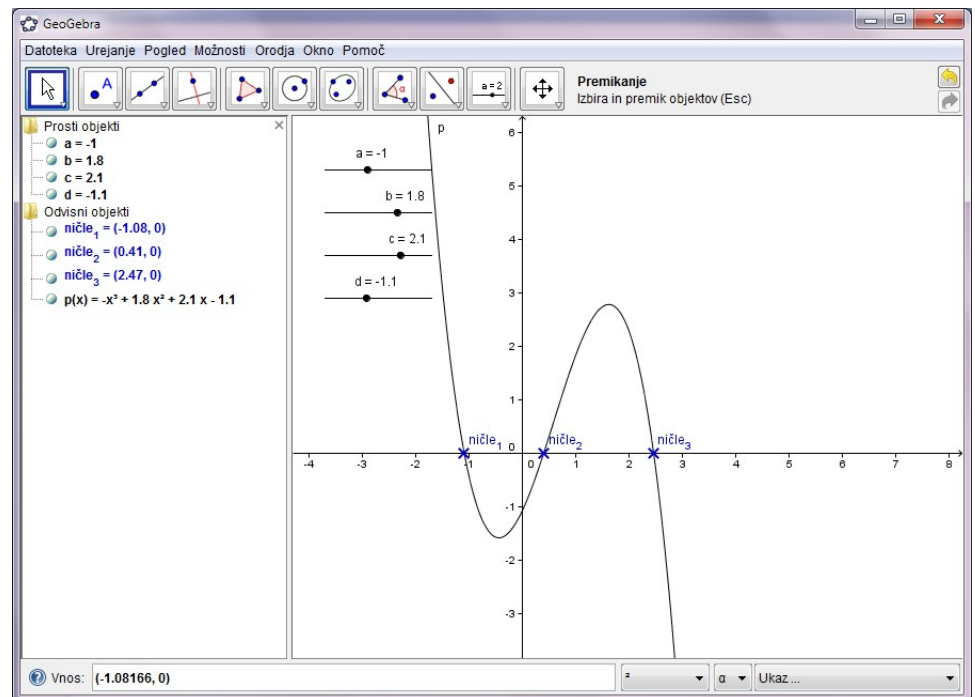 GeoGebra
Datoteka Urejanje Pogled Možnosti Orodja Okno Pomoč
A
α
a = 2
Premikanje
Izbira in premik objektov (Esc)
Prosti objekti
a = -1
b = 1.8
c = 2.1
d = -1.1
Odvisni objekti
ničle₁ = (-1.08, 0)
ničle₂ = (0.41, 0)
ničle₃ = (2.47, 0)
p(x) = -x³ + 1.8 x² + 2.1 x - 1.1
p
a = -1
b = 1.8
c = 2.1
d = -1.1
6
5
4
3
2
1
0
-1
-2
-3
ničle₁
ničle₂
ničle₃
-4 -3 -2 -1 0 1 2 3 4 5 6 7 8
Vnos: (-1.08166, 0)
² α Ukaz ...